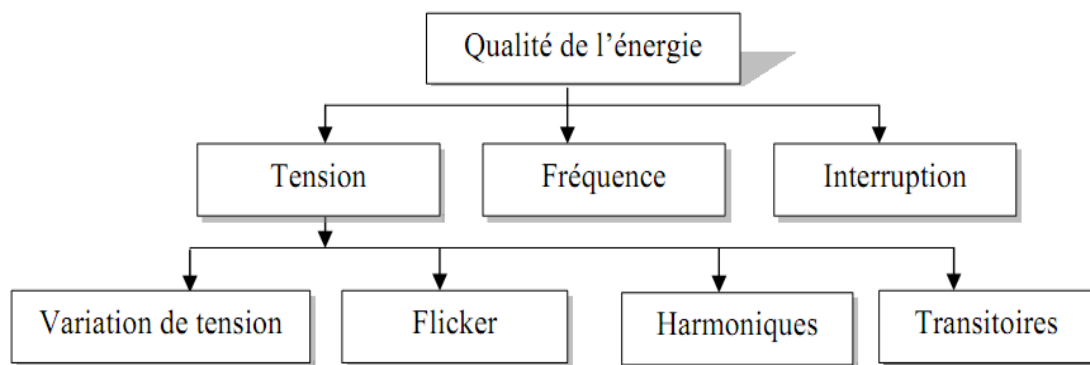 Qualité de l’énergie
Tension
Fréquence
Interruption
Variation de tension
Flicker
Harmoniques
Transitoires